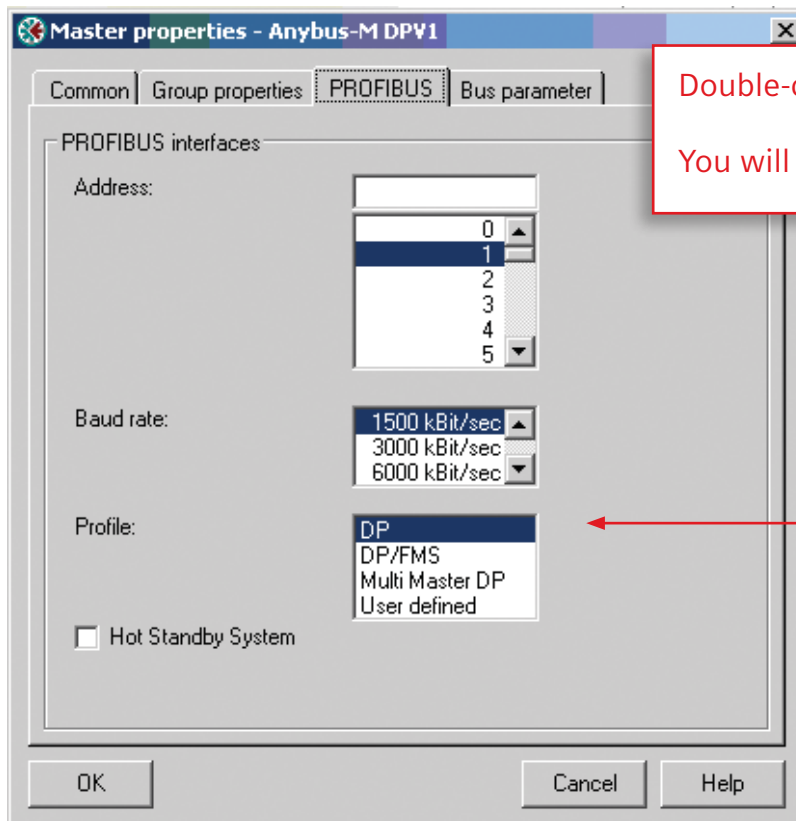 Master properties - Anybus-M DPV1
Double-
You will
Common
Group properties
PROFIBUS
Bus parameter
PROFIBUS interfaces
Address:
0
1
2
3
4
5
Baud rate:
1500 kBit/sec
3000 kBit/sec
6000 kBit/sec
Profile:
DP
DP/FMS
Multi Master DP
User defined
Hot Standby System
OK
Cancel
Help